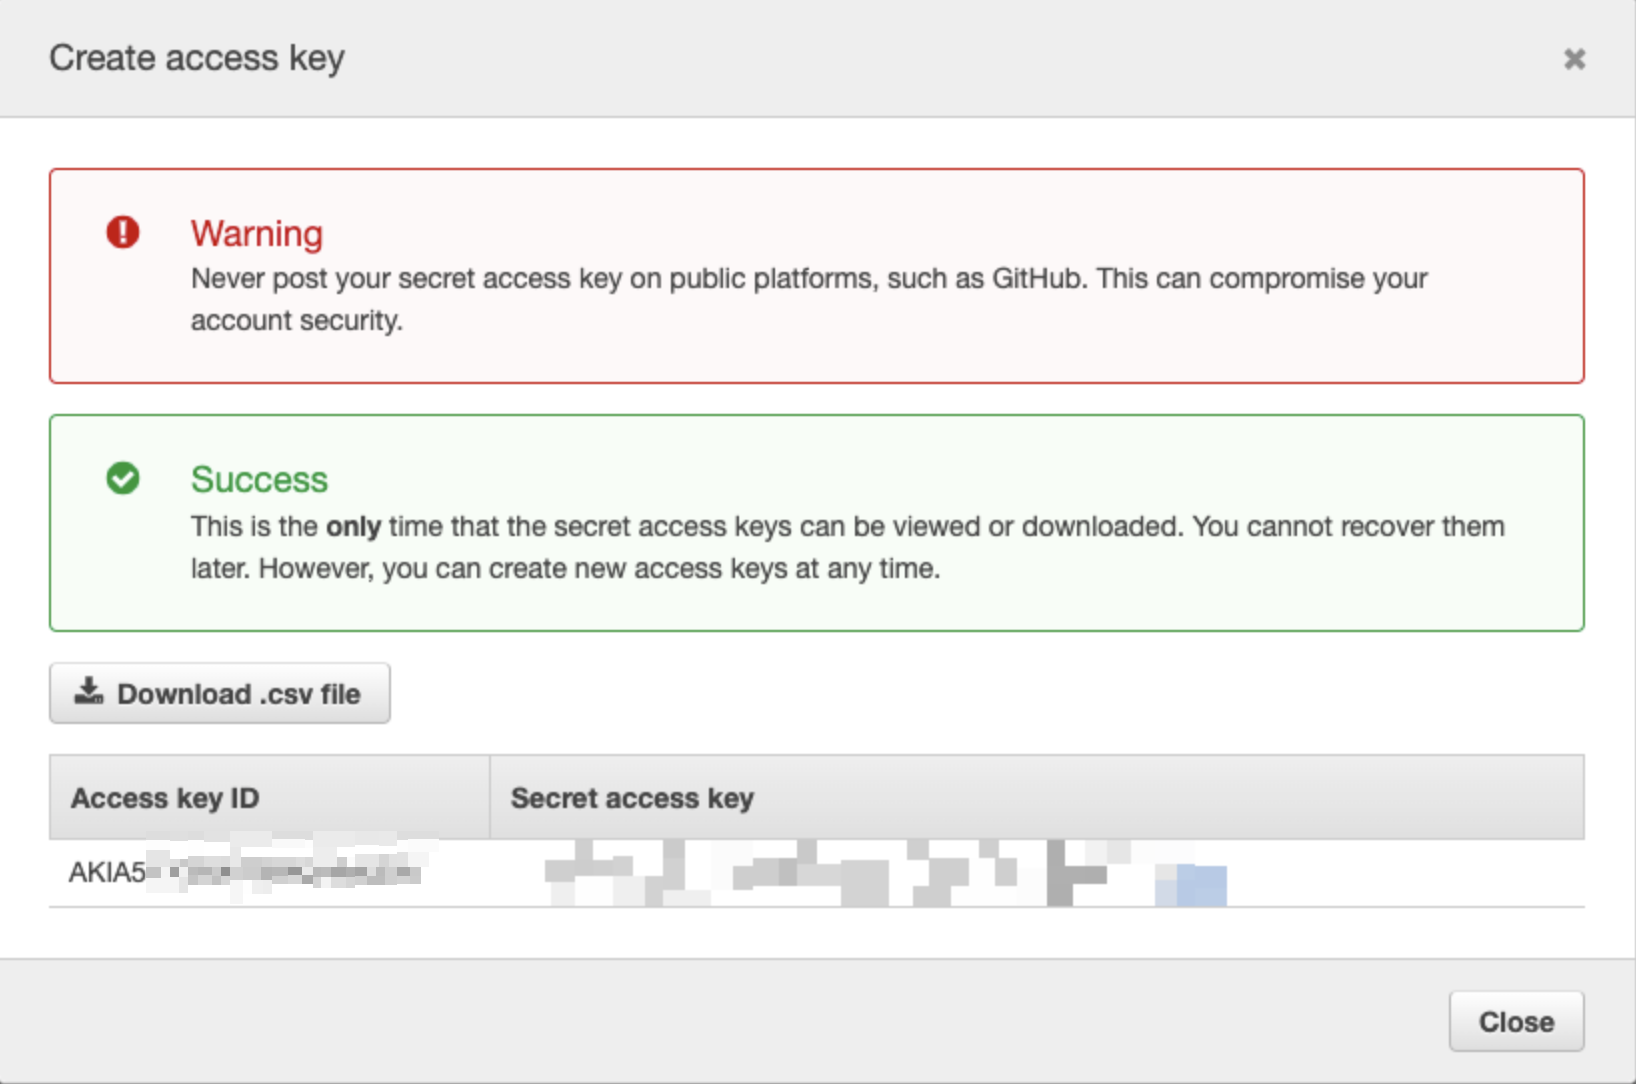 Create access key
Warning
Never post your secret access key on public platforms, such as GitHub. This can compromise your
account security.
Success
This is the only time that the secret access keys can be viewed or downloaded. You cannot recover them
later. However, you can create new access keys at any time.
Download .csv file
Access key ID Secret access key
AKIA5
Close